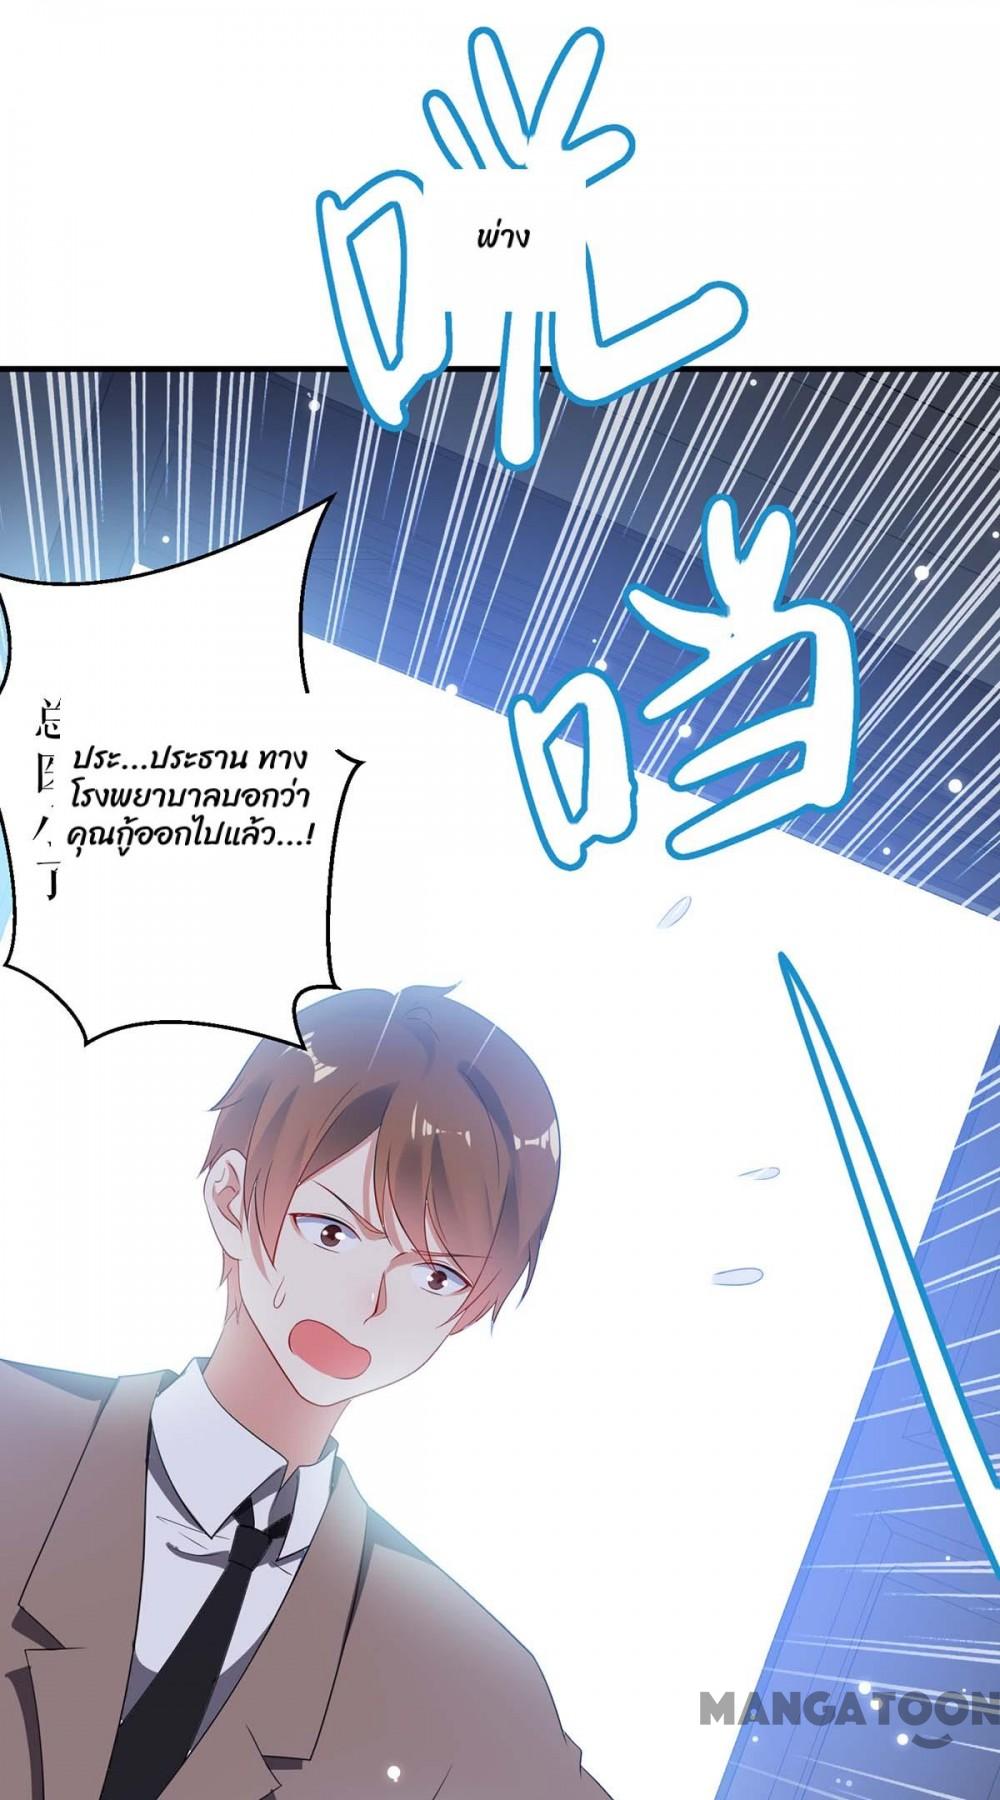 咣
พ่าง
当
ประ...ประธาน ทาง
โรงพยาบาลบอกว่า
คุณกู้ออกไปแล้ว...!
MANGATOON